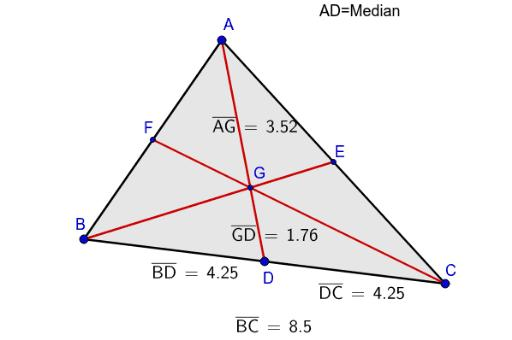 AD=Median
A
F
AG = 3.52
E
G
B
GD = 1.76
BD = 4.25
D
DC = 4.25
C
BC = 8.5